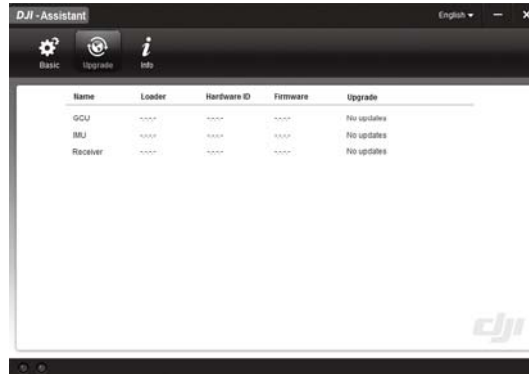 DJI - Assistant English
Basic Upgrade Info
Name Loader Hardware ID Firmware Upgrade
GCU -.-.-.- -.-.-.- -.-.-.- No updates
IMU -.-.-.- -.-.-.- -.-.-.- No updates
Receiver -.-.-.- -.-.-.- -.-.-.- No updates
dji